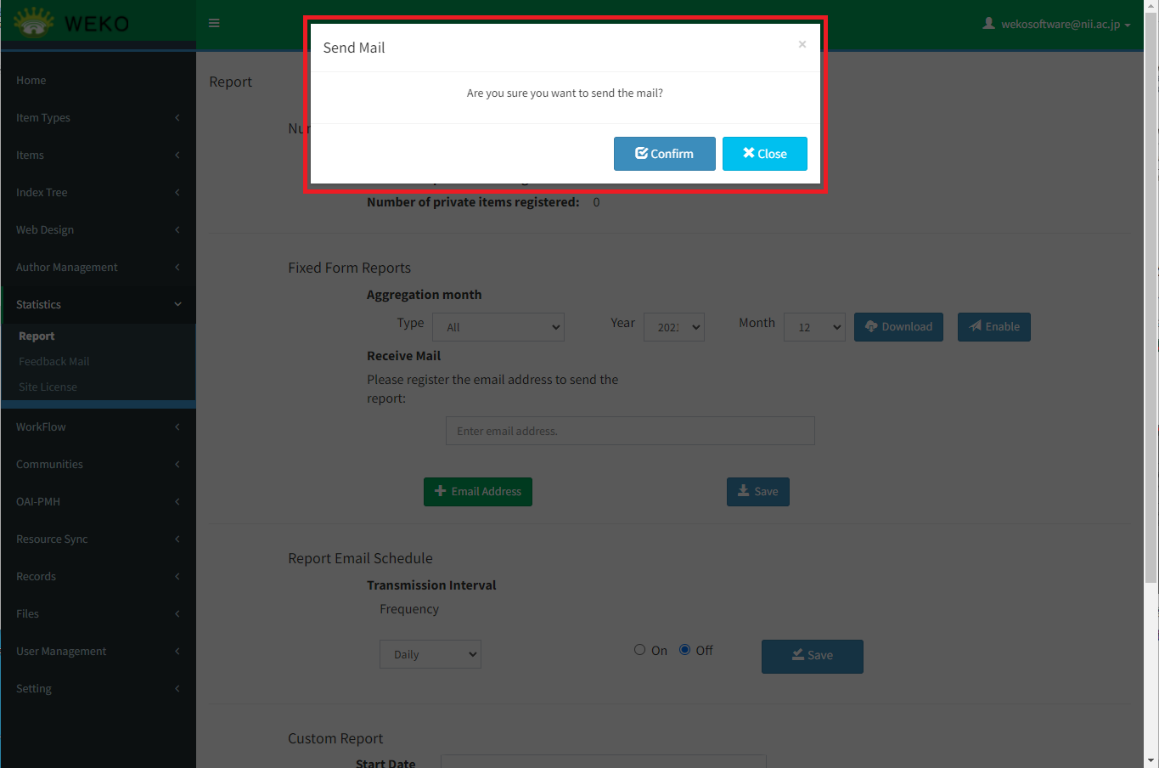 WEKO
wekosoftware@nii.ac.jp
Send Mail
×
Are you sure you want to send the mail?
Confirm
Close
Home
Item Types
Items
Index Tree
Web Design
Author Management
Statistics
Report
Feedback Mail
Site License
WorkFlow
Communities
OAI-PMH
Resource Sync
Records
Files
User Management
Setting
Report
Number of private items registered: 0
Fixed Form Reports
Aggregation month
Type All Year Month 12 Download Enable
Receive Mail
Please register the email address to send the
report:
Enter email address.
Email Address Save
Report Email Schedule
Transmission Interval
Frequency
Daily On Off Save
Custom Report
Start Date